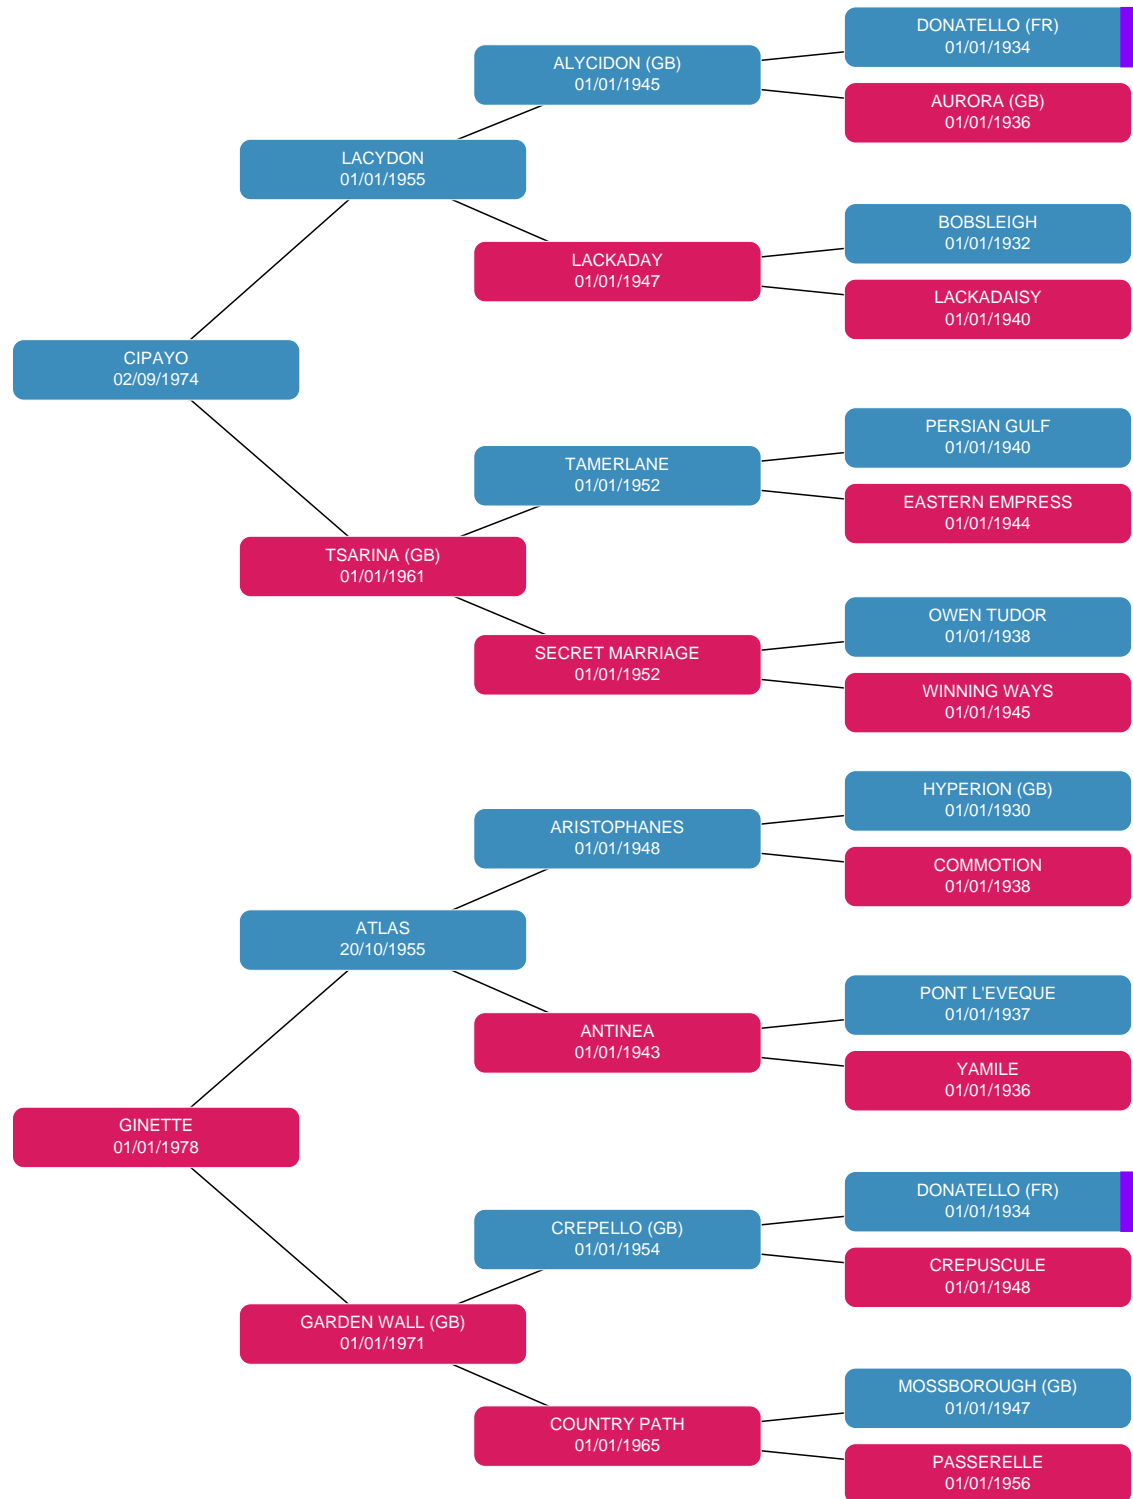 DONATELLO (FR)
01/01/1934
ALYCIDON (GB)
01/01/1945
AURORA (GB)
01/01/1936
LACYDON
01/01/1955
BOBSLEIGH
01/01/1932
LACKADAY
01/01/1947
LACKADAISY
01/01/1940
CIPAYO
02/09/1974
PERSIAN GULF
01/01/1940
TAMERLANE
01/01/1952
EASTERN EMPRESS
01/01/1944
TSARINA (GB)
01/01/1961
OWEN TUDOR
01/01/1938
SECRET MARRIAGE
01/01/1952
WINNING WAYS
01/01/1945
HYPERION (GB)
01/01/1930
ARISTOPHANES
01/01/1948
COMMOTION
01/01/1938
ATLAS
20/10/1955
PONT L'EVEQUE
01/01/1937
ANTINEA
01/01/1943
YAMILE
01/01/1936
GINETTE
01/01/1978
DONATELLO (FR)
01/01/1934
CREPELLO (GB)
01/01/1954
CREPUSCULE
01/01/1948
GARDEN WALL (GB)
01/01/1971
MOSSBOROUGH (GB)
01/01/1947
COUNTRY PATH
01/01/1965
PASSERELLE
01/01/1956